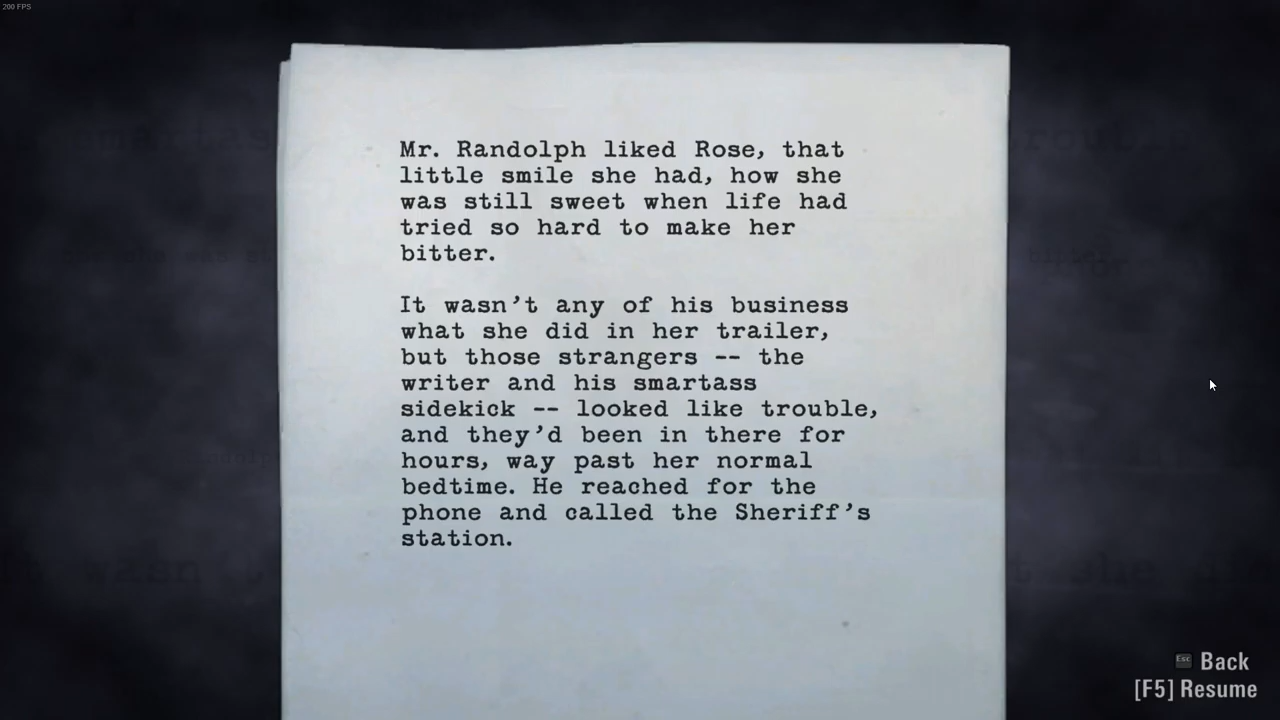 200 FPS
Mr. Randolph liked Rose, that
little smile she had, how she
was still sweet when life had
tried so hard to make her
bitter.
It wasn't any of his business
what she did in her trailer,
but those strangers -- the
writer and his smartass
sidekick -- looked like trouble,
and they'd been in there for
hours, way past her normal
bedtime. He reached for the
phone and called the Sheriff's
station.
Esc Back
[F5] Resume